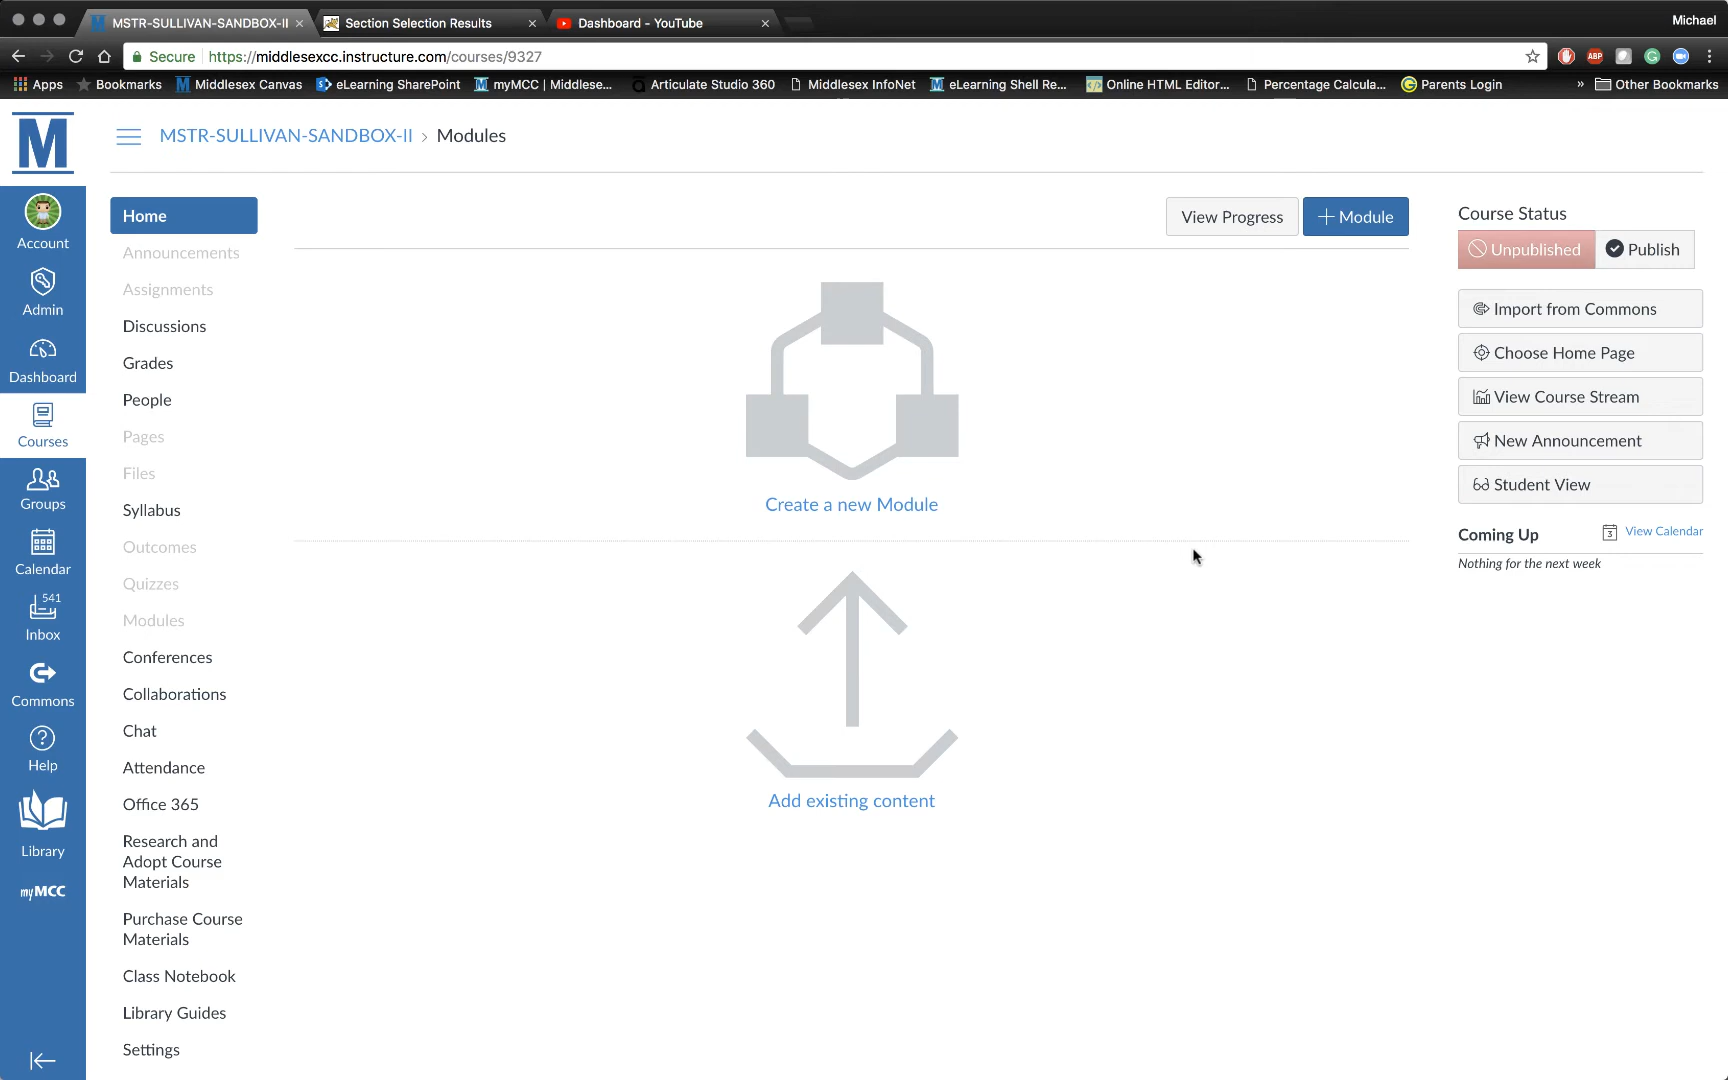 MSTR-SULLIVAN-SANDBOX-II
Section Selection Results
Dashboard - YouTube
Michael
Secure https://middlesexcc.instructure.com/courses/9327
ABP
Apps Bookmarks Middlesex Canvas eLearning SharePoint myMCC | Middlese... Articulate Studio 360 Middlesex InfoNet eLearning Shell Re... Online HTML Editor... Percentage Calcula... Parents Login » Other Bookmarks
M
MSTR-SULLIVAN-SANDBOX-II › Modules
Account
Admin
Dashboard
Courses
Groups
Calendar
541
Inbox
Commons
Help
Library
myMCC
Home
Announcements
Assignments
Discussions
Grades
People
Pages
Files
Syllabus
Outcomes
Quizzes
Modules
Conferences
Collaborations
Chat
Attendance
Office 365
Research and
Adopt Course
Materials
Purchase Course
Materials
Class Notebook
Library Guides
Settings
View Progress
+ Module
Create a new Module
Add existing content
Course Status
Unpublished
Publish
Import from Commons
Choose Home Page
View Course Stream
New Announcement
Student View
Coming Up
3 View Calendar
Nothing for the next week